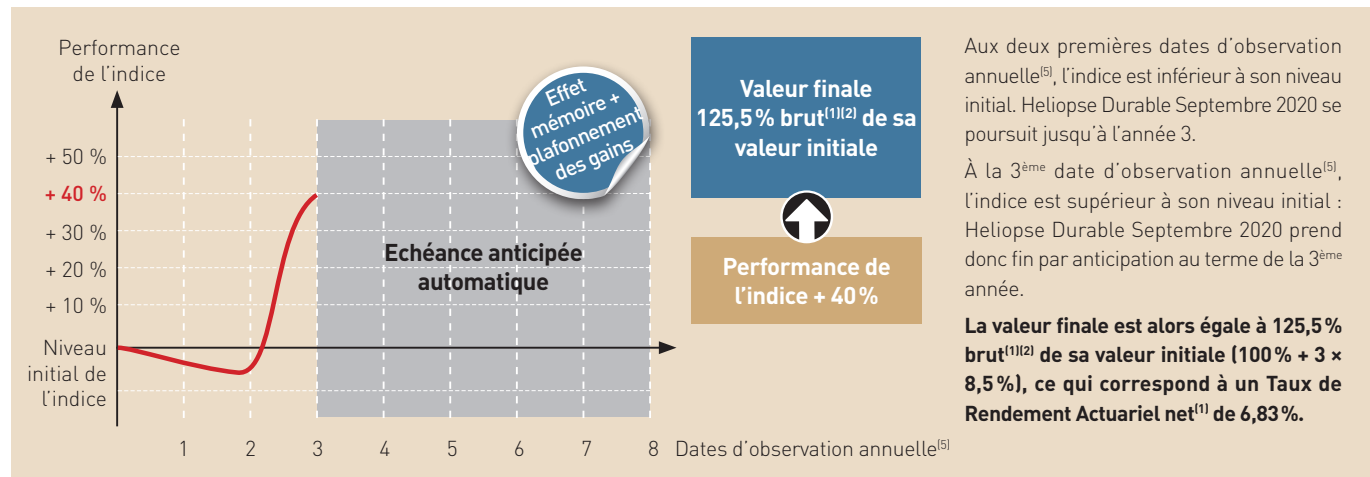 Performance
de l’indice
+ 50 %
+ 40 %
+ 30 %
+ 20 %
+ 10 %
Niveau
initial de
l’indice
1 2 3 4 5 6 7 8 Dates d’observation annuelle(5)
Echéance anticipée
automatique
Effet
mémoire +
plafonnement
des gains
Valeur finale
125,5 % brut(1)(2) de sa
valeur initiale
Performance de
l’indice + 40 %
Aux deux premières dates d’observation
annuelle(5), l’indice est inférieur à son niveau
initial. Heliopse Durable Septembre 2020 se
poursuit jusqu’à l’année 3.
À la 3ème date d’observation annuelle(5),
l’indice est supérieur à son niveau initial :
Heliopse Durable Septembre 2020 prend
donc fin par anticipation au terme de la 3ème
année.
La valeur finale est alors égale à 125,5 %
brut(1)(2) de sa valeur initiale (100 % + 3 ×
8,5 %), ce qui correspond à un Taux de
Rendement Actuariel net(1) de 6,83 %.